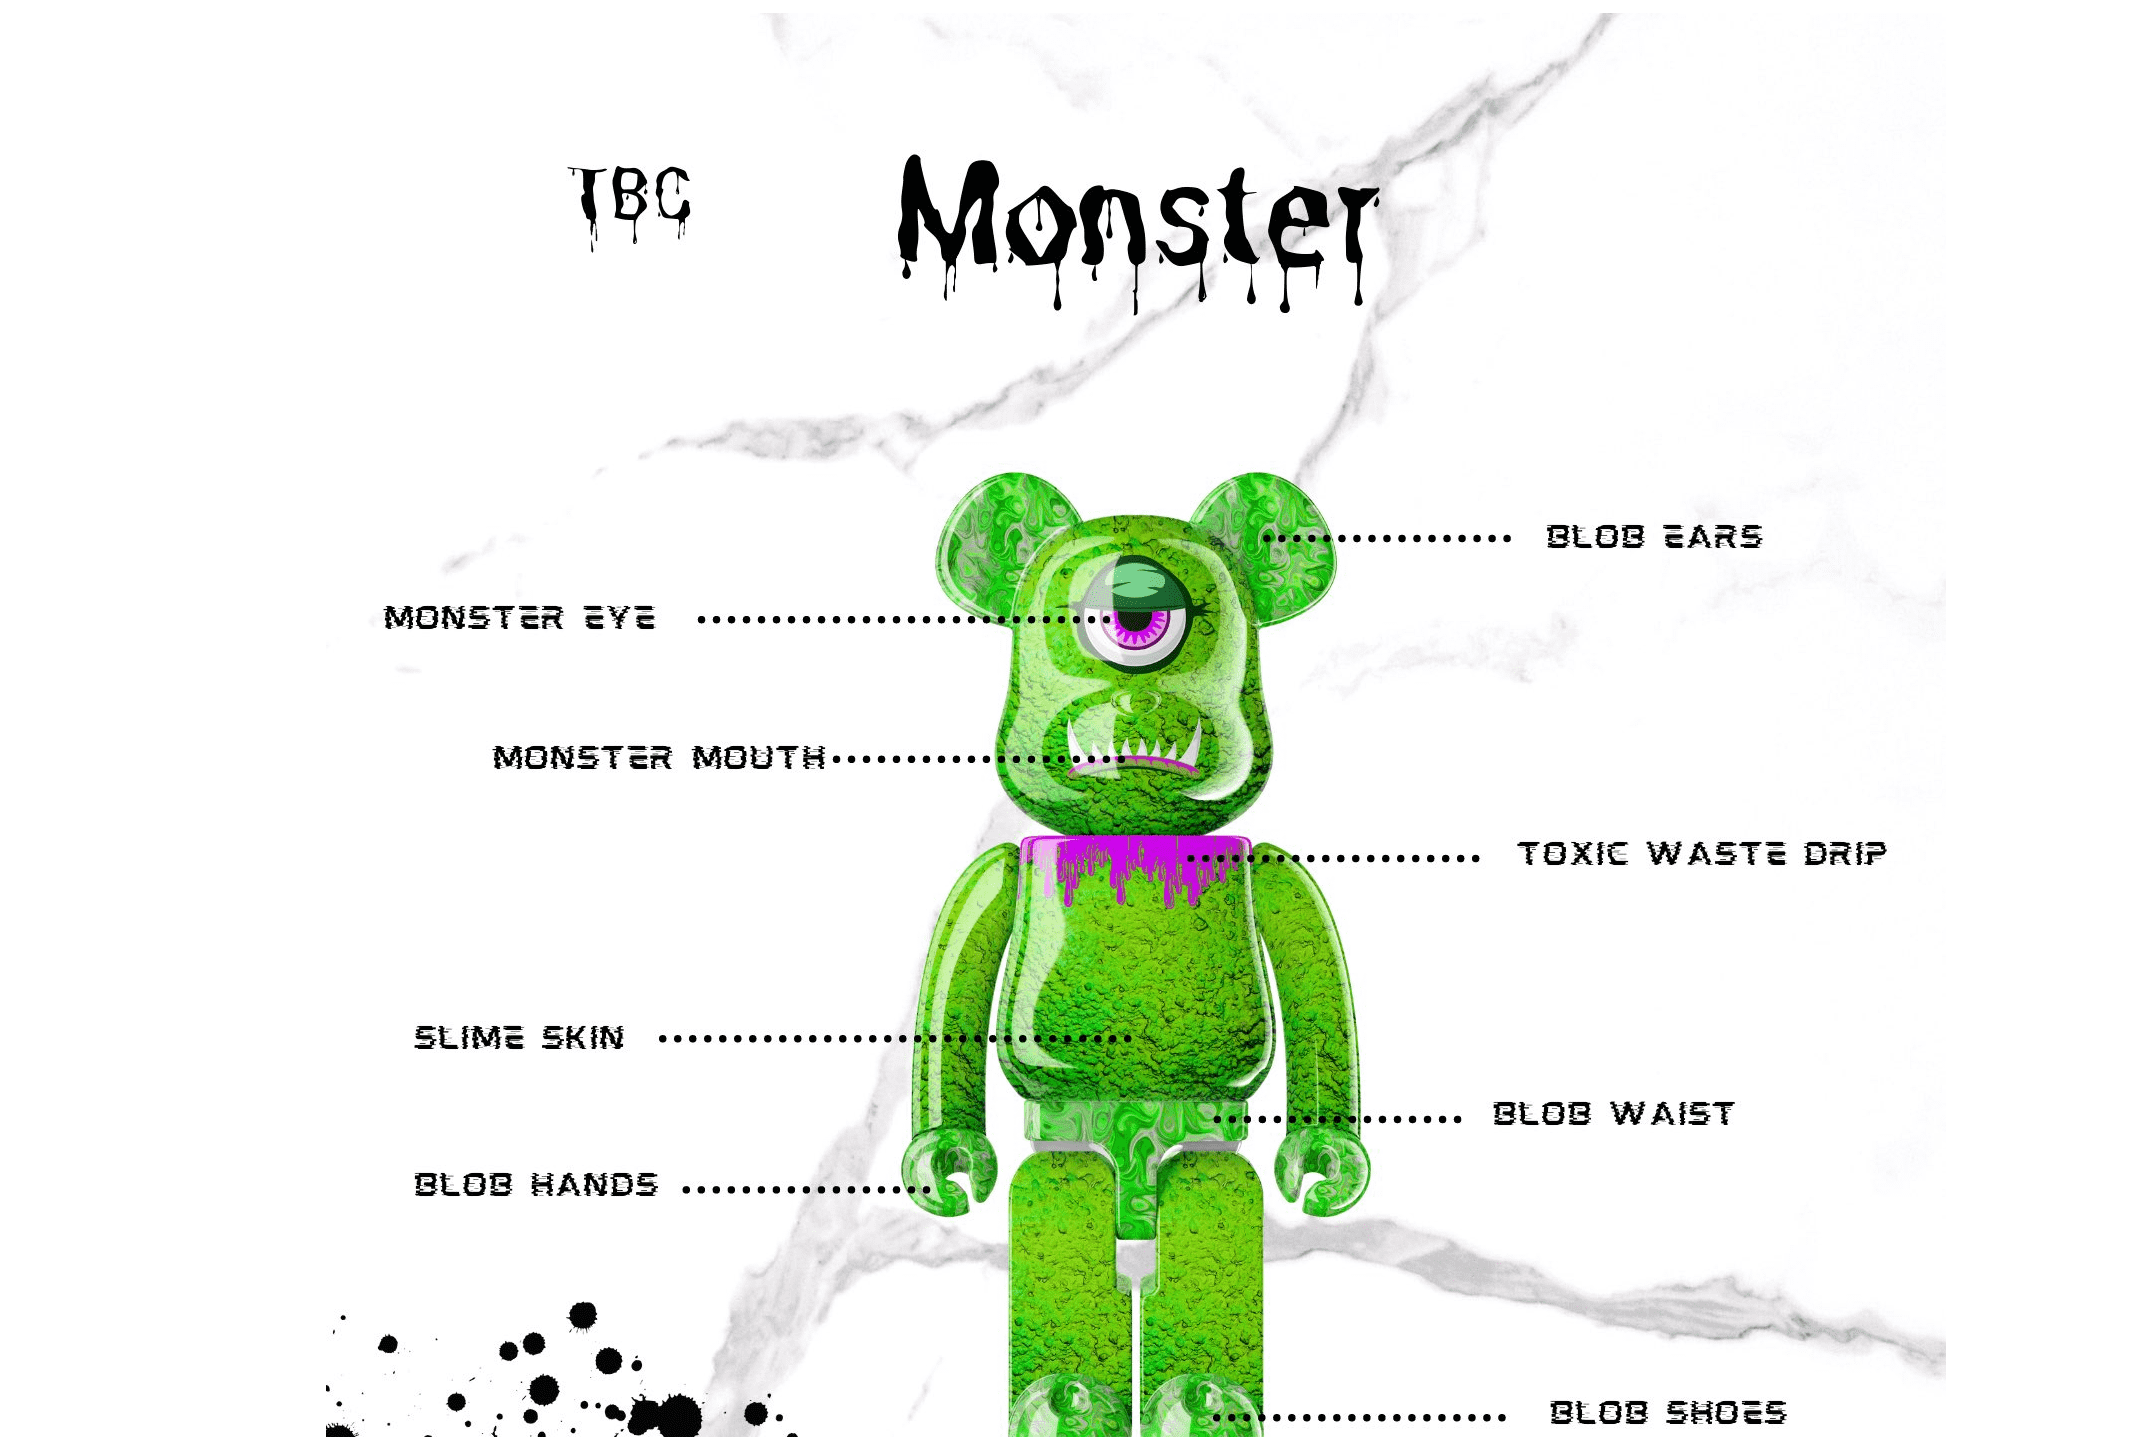 TBC
Monster
BLOB EARS
MONSTER EYE
MONSTER MOUTH
TOXIC WASTE DRIP
SLIME SKIN
BLOB WAIST
BLOB HANDS
BLOB SHOES